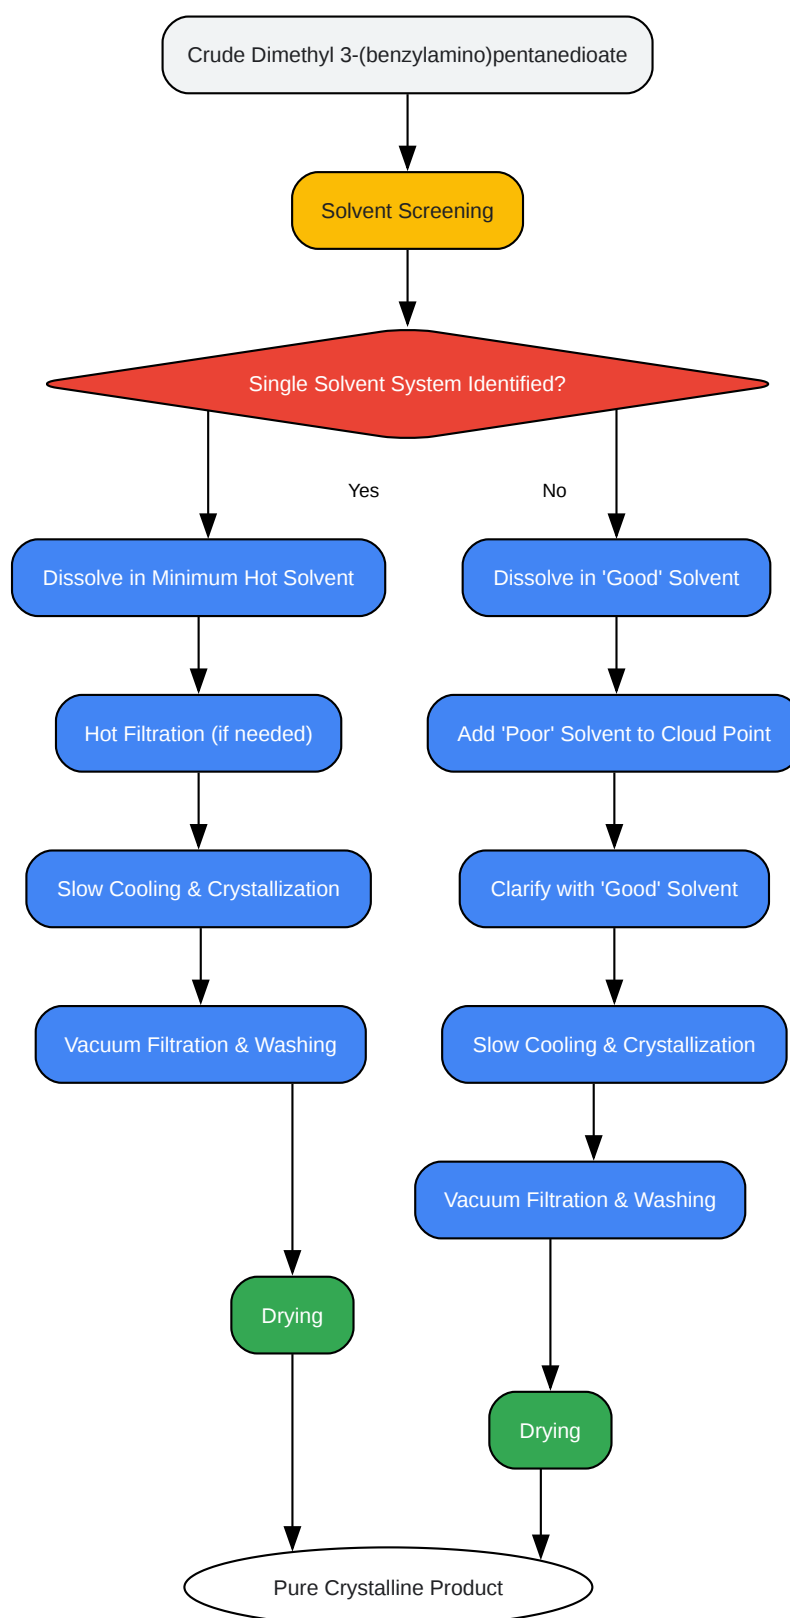 Crude Dimethyl 3-(benzylamino)pentanedioate
Solvent Screening
Single Solvent System Identified?
Yes
No
Dissolve in Minimum Hot Solvent
Dissolve in 'Good' Solvent
Hot Filtration (if needed)
Add 'Poor' Solvent to Cloud Point
Slow Cooling & Crystallization
Clarify with 'Good' Solvent
Vacuum Filtration & Washing
Slow Cooling & Crystallization
Vacuum Filtration & Washing
Drying
Drying
Pure Crystalline Product